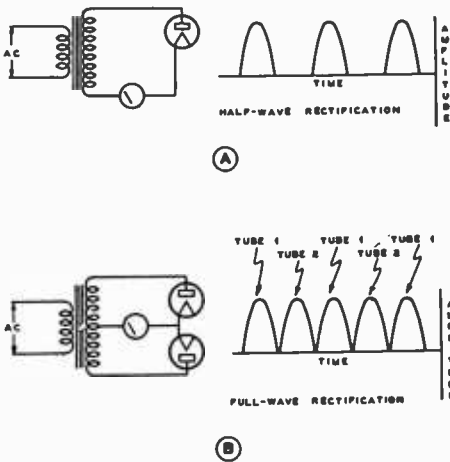 AC
TIME
AMPLITUDE
HALF-WAVE RECTIFICATION
A
TUBE 1
TUBE 2
TUBE 1
TUBE 2
TUBE 1
AC
TIME
FULL-WAVE RECTIFICATION
B